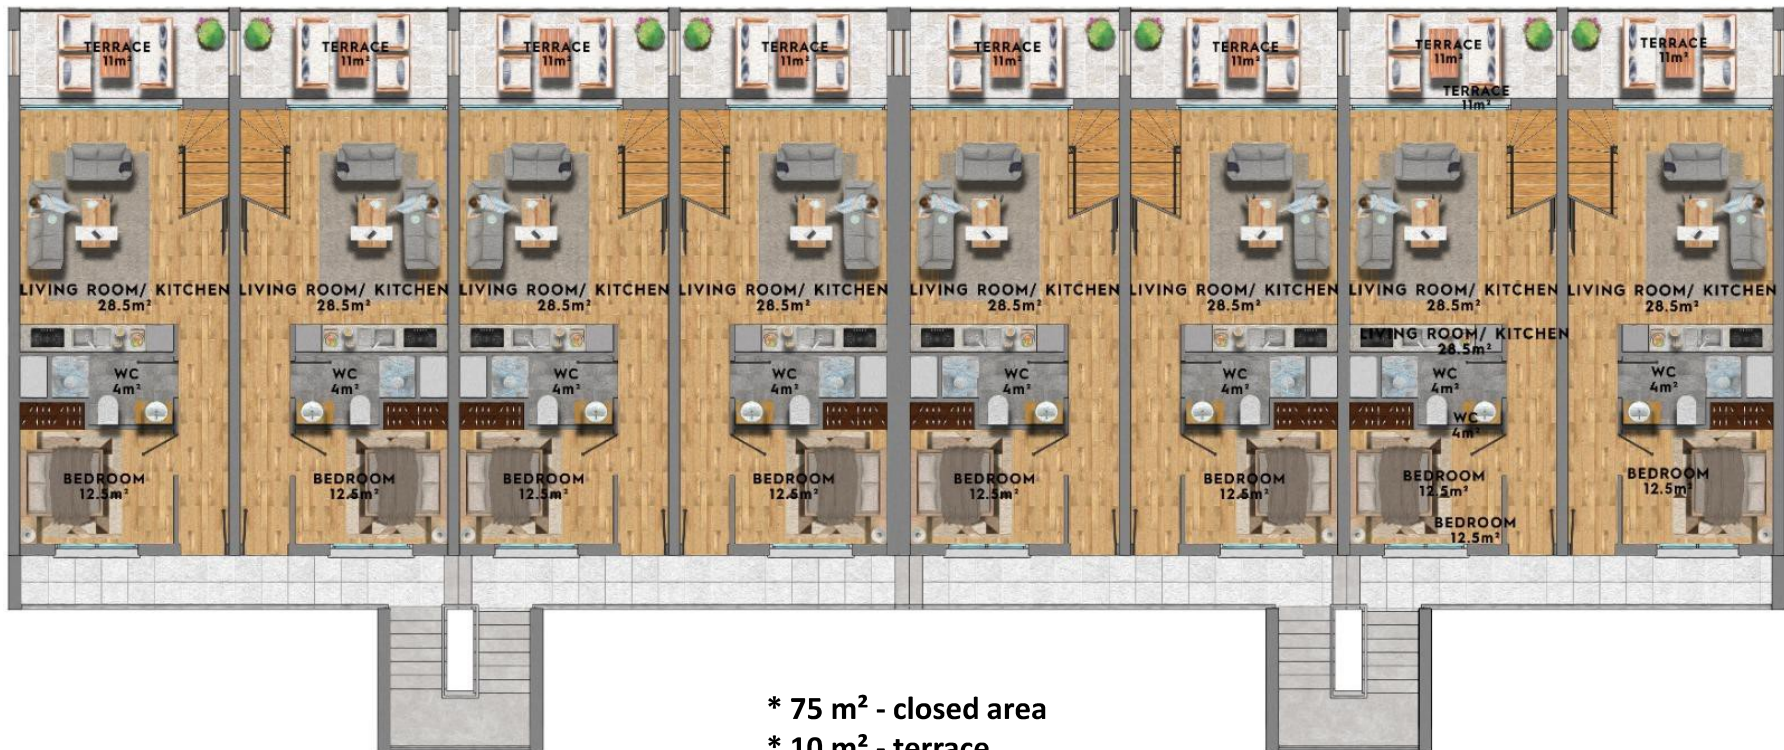 TERRACE
11m²
TERRACE
11m²
TERRACE
11m²
TERRACE
11m²
TERRACE
11m²
TERRACE
11m²
TERRACE
11m²
TERRACE
11m²
TERRACE
11m²
LIVING ROOM/ KITCHEN
28.5m²
LIVING ROOM/ KITCHEN
28.5m²
LIVING ROOM/ KITCHEN
28.5m²
LIVING ROOM/ KITCHEN
28.5m²
LIVING ROOM/ KITCHEN
28.5m²
LIVING ROOM/ KITCHEN
28.5m²
LIVING ROOM/ KITCHEN
28.5m²
LIVING ROOM/ KITCHEN
28.5m²
LIVING ROOM/ KITCHEN
28.5m²
WC
4m²
WC
4m²
WC
4m²
WC
4m²
WC
4m²
WC
4m²
WC
4m²
WC
4m²
WC
4m²
BEDROOM
12.5m²
BEDROOM
12.5m²
BEDROOM
12.5m²
BEDROOM
12.5m²
BEDROOM
12.5m²
BEDROOM
12.5m²
BEDROOM
12.5m²
BEDROOM
12.5m²
BEDROOM
12.5m²
* 75 m² - closed area
* 10 m² - terrace